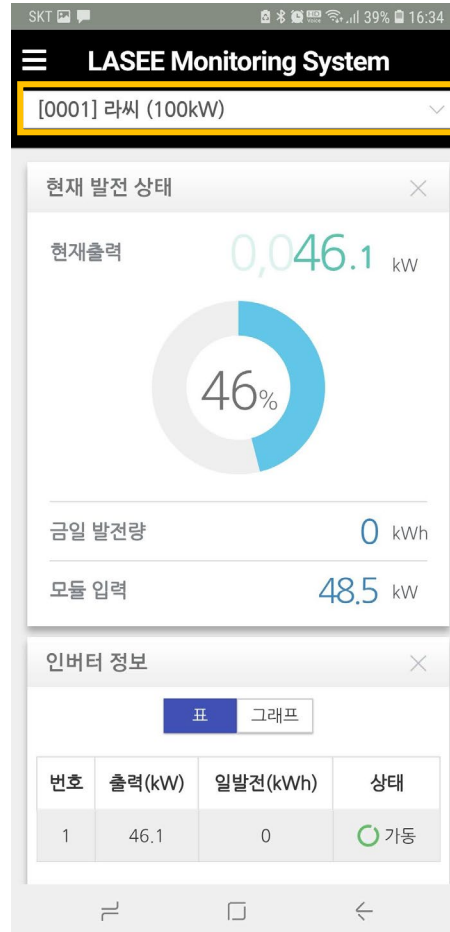 SKT 39% 16:34
LASEE Monitoring System
[0001] 라씨 (100kW)
현재 발전 상태
현재출력 0,046.1 kW
46%
금일 발전량 0 kWh
모듈 입력 48.5 kW
인버터 정보
표 그래프
번호 출력(kW) 일발전(kWh) 상태
1 46.1 0 가동